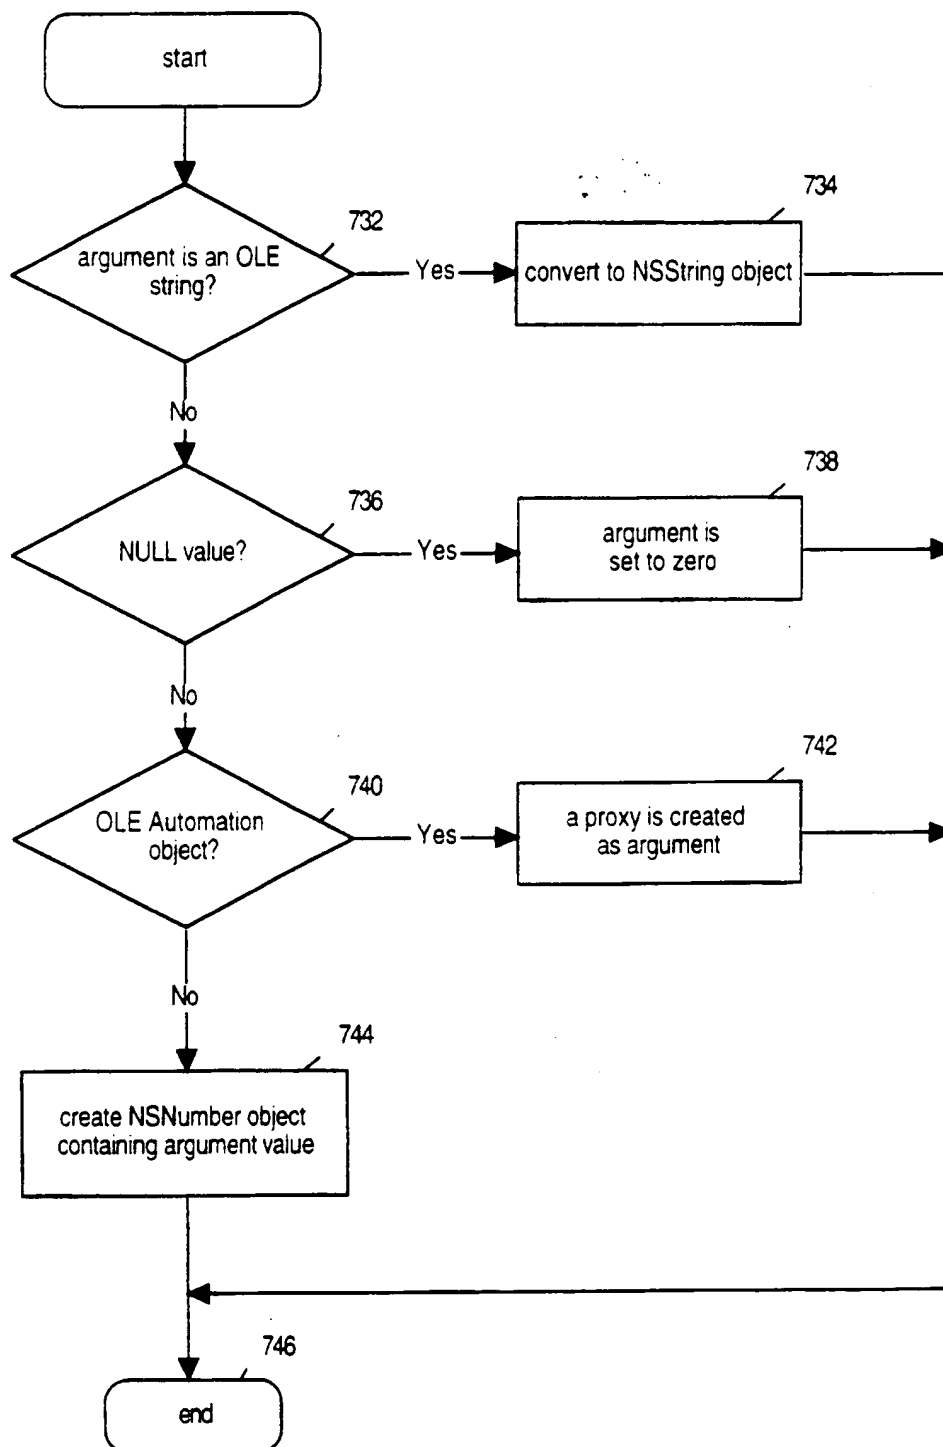 start
732
argument is an OLE
string?
Yes
734
convert to NSString object
No
736
NULL value?
Yes
738
argument is
set to zero
No
740
OLE Automation
object?
Yes
742
a proxy is created
as argument
No
744
create NSNumber object
containing argument value
746
end